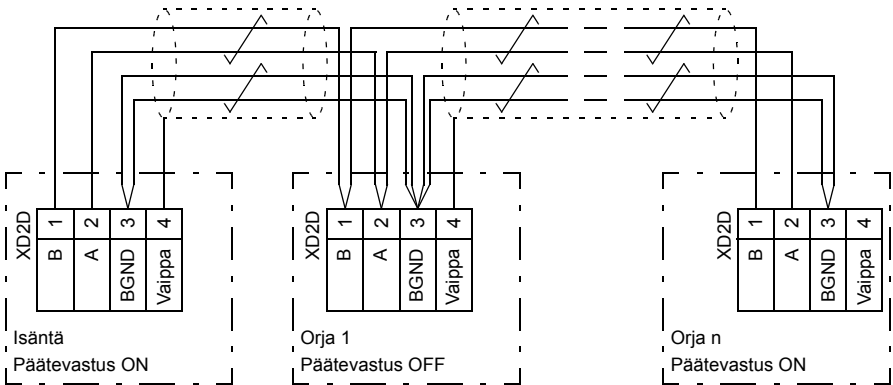 XD2D
1 2 3 4
B A BGND Vaippa
Isäntä
Päätevastus ON
XD2D
1 2 3 4
B A BGND Vaippa
Orja 1
Päätevastus OFF
XD2D
1 2 3 4
B A BGND Vaippa
Orja n
Päätevastus ON